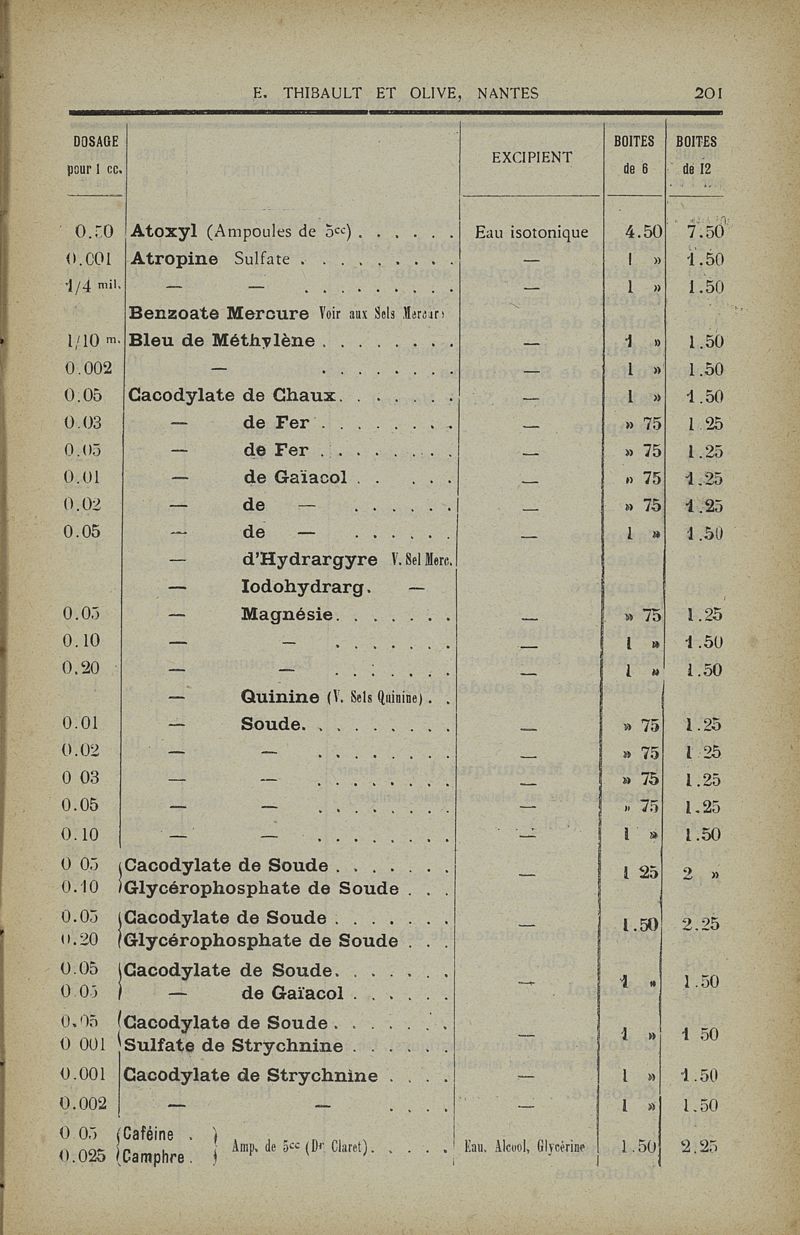 E. THIBAULT ET OLIVE, NANTES 201
DOSAGE pour 1 cc. EXCIPIENT BOITES de 6 BOITES de 12
0.50 Atoxyl (Ampoules de 5cc) . . . . . . Eau isotonique 4.50 7.50
0.001 Atropine Sulfate . . . . . . . . . — 1 » 1.50
1/4 mil. — — . . . . . . . . . — 1 » 1.50
Benzoate Mercure Voir aux Sels Mercur.
1/10 m. Bleu de Méthylène . . . . . . . . — 1 » 1.50
0.002 — . . . . . . . . — 1 » 1.50
0.05 Cacodylate de Chaux. . . . . . . — 1 » 1.50
0.03 — de Fer . . . . . . . . — » 75 1.25
0.05 — de Fer . . . . . . . . — » 75 1.25
0.01 — de Gaïacol . . . . . — » 75 1.25
0.02 — de — . . . . . . — » 75 1.25
0.05 — de — . . . . . . — 1 » 1.50
— d'Hydrargyre V. Sel Merc.
— Iodohydrarg. —
0.05 — Magnésie. . . . . . . — » 75 1.25
0.10 — — . . . . . . . — 1 » 1.50
0.20 — — . . . . . . . — 1 » 1.50
— Quinine (V. Sels Quinine) . .
0.01 — Soude. . . . . . . . . — » 75 1.25
0.02 — — . . . . . . . . — » 75 1 25
0 03 — — . . . . . . . . — » 75 1.25
0.05 — — . . . . . . . . — » 75 1.25
0.10 — — . . . . . . . . — 1 » 1.50
0 05 Cacodylate de Soude . . . . . . . — 1 25 2 »
0.10 Glycérophosphate de Soude . . .
0.05 Cacodylate de Soude . . . . . . . — 1.50 2.25
0.20 Glycérophosphate de Soude . . .
0.05 Cacodylate de Soude. . . . . . . — 1 » 1.50
0 05 — de Gaïacol . . . . . .
0.05 Cacodylate de Soude . . . . . . . — 1 » 1 50
0 001 Sulfate de Strychnine . . . . . .
0.001 Cacodylate de Strychnine . . . . — 1 » 1.50
0.002 — — . . . . — 1 » 1.50
0 05 Caféine . Amp. de 5cc (Dr Claret). . . . . . Eau, Alcool, Glycérine 1.50 2.25
0.025 Camphre .